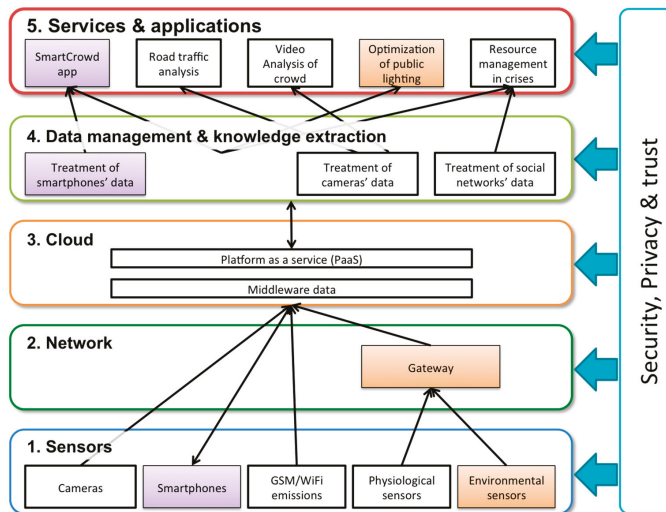 5. Services & applications
SmartCrowd
app
Road traffic
analysis
Video
Analysis of
crowd
Optimization
of public
lighting
Resource
management
in crises
4. Data management & knowledge extraction
Treatment of
smartphones' data
Treatment of
cameras' data
Treatment of social
networks' data
3. Cloud
Platform as a service (PaaS)
Middleware data
2. Network
Gateway
1. Sensors
Cameras
Smartphones
GSM/WiFi
emissions
Physiological
sensors
Environmental
sensors
Security, Privacy & trust